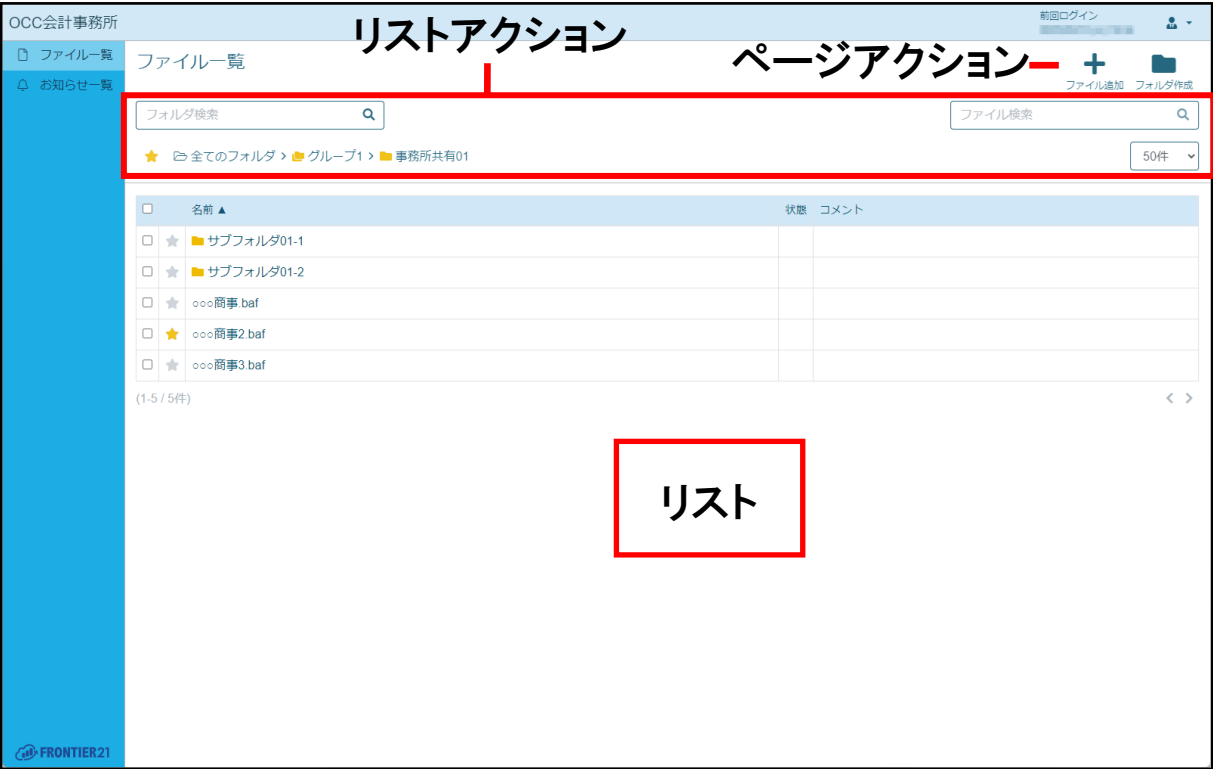 OCC会計事務所
前回ログイン
リストアクション
ページアクション
ファイル一覧
お知らせ一覧
ファイル一覧
ファイル追加 フォルダ作成
フォルダ検索
ファイル検索
全てのフォルダ > グループ1 > 事務所共有01
50件
名前▲ 状態 コメント
サブフォルダ01-1
サブフォルダ01-2
○○○商事.baf
○○○商事2.baf
○○○商事3.baf
(1-5 / 5件)
リスト
FRONTIER21